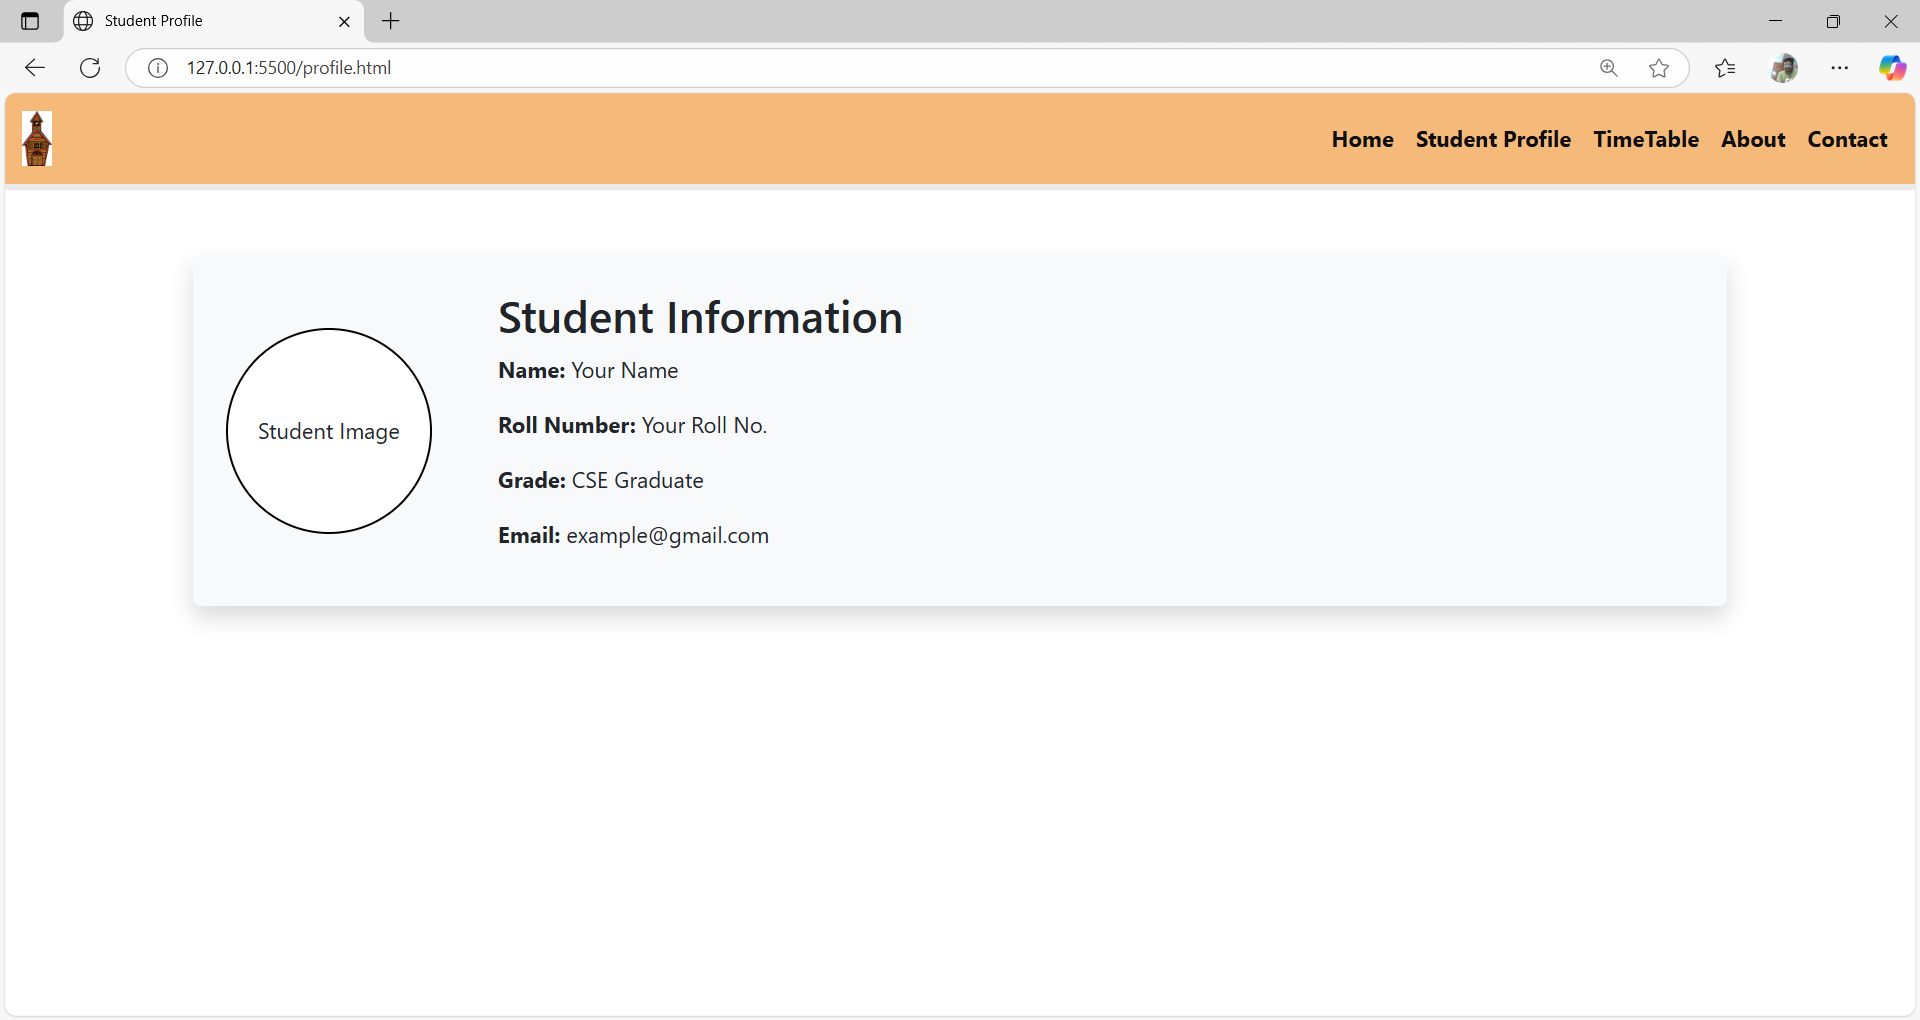 Student Profile
127.0.0.1:5500/profile.html
Home Student Profile TimeTable About Contact
Student Information
Name: Your Name
Roll Number: Your Roll No.
Student Image
Grade: CSE Graduate
Email: example@gmail.com